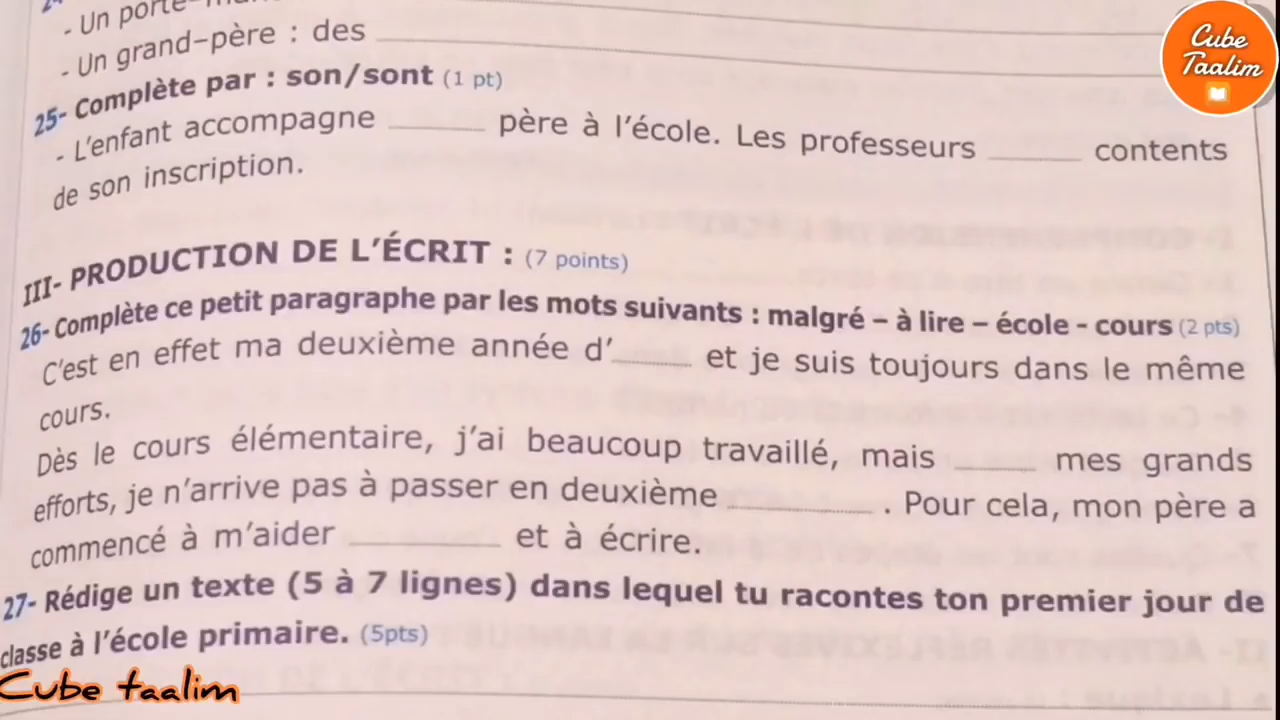 - Un porte-
- Un grand-père : des
25- Complète par : son/sont (1 pt)
- L'enfant accompagne ______ père à l'école. Les professeurs ______ contents
de son inscription.
III- PRODUCTION DE L'ÉCRIT : (7 points)
26- Complète ce petit paragraphe par les mots suivants : malgré – à lire – école - cours (2 pts)
C'est en effet ma deuxième année d'______ et je suis toujours dans le même
cours.
Dès le cours élémentaire, j'ai beaucoup travaillé, mais ______ mes grands
efforts, je n'arrive pas à passer en deuxième ______ . Pour cela, mon père a
commencé à m'aider ______ et à écrire.
27- Rédige un texte (5 à 7 lignes) dans lequel tu racontes ton premier jour de
classe à l'école primaire. (5pts)
Cube
Taalim
Cube taalim